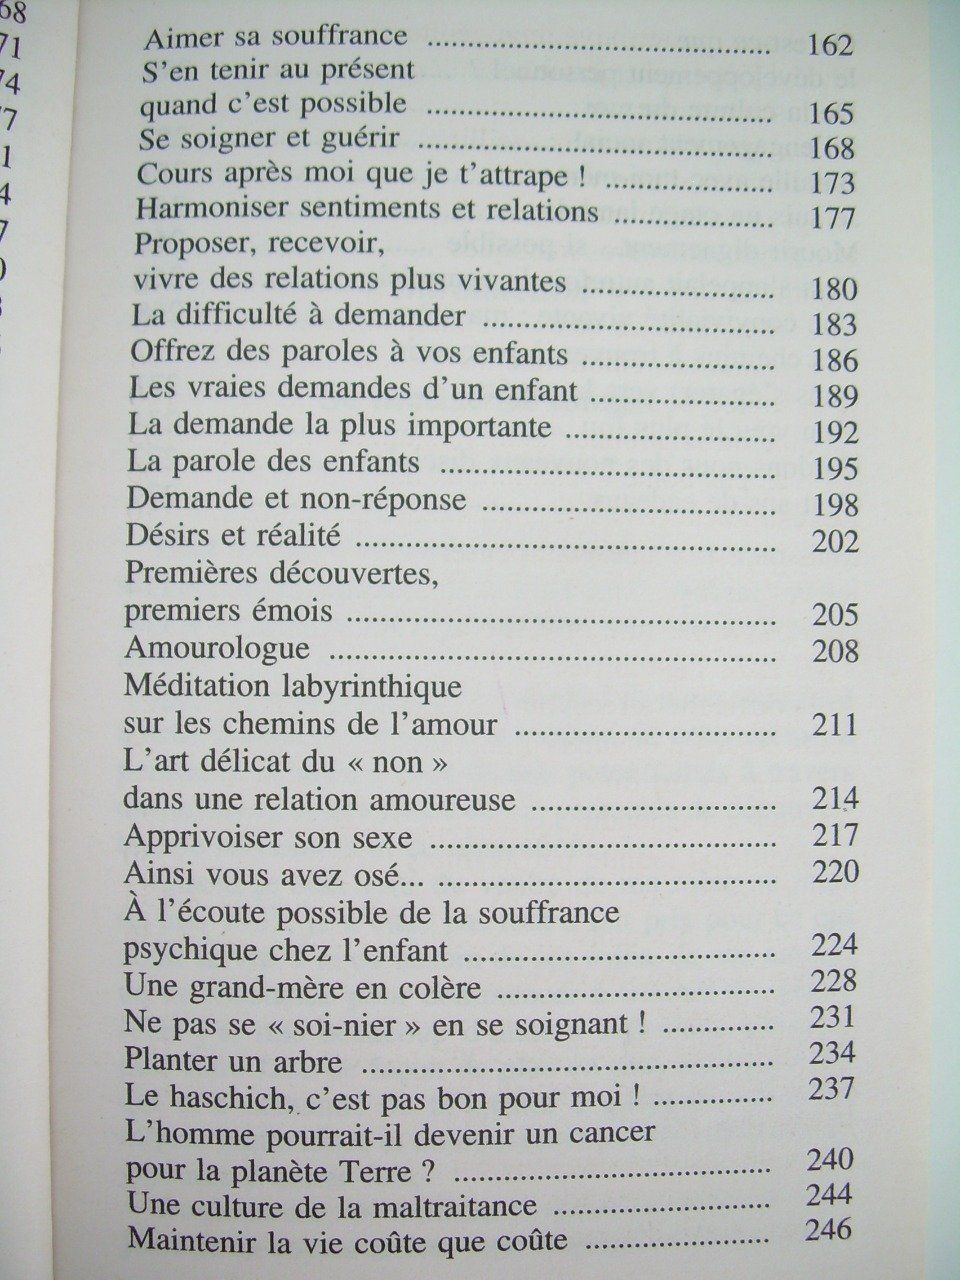 68
71
74
77
Aimer sa souffrance ........................................ 162
S'en tenir au présent
quand c'est possible ........................................ 165
Se soigner et guérir ........................................ 168
Cours après moi que je t'attrape ! .................... 173
Harmoniser sentiments et relations ................... 177
Proposer, recevoir,
vivre des relations plus vivantes ....................... 180
La difficulté à demander ................................... 183
Offrez des paroles à vos enfants ....................... 186
Les vraies demandes d'un enfant ...................... 189
La demande la plus importante ......................... 192
La parole des enfants ........................................ 195
Demande et non-réponse ................................... 198
Désirs et réalité .................................................. 202
Premières découvertes,
premiers émois ................................................... 205
Amourologue ..................................................... 208
Méditation labyrinthique
sur les chemins de l'amour ............................... 211
L'art délicat du « non »
dans une relation amoureuse ............................. 214
Apprivoiser son sexe ......................................... 217
Ainsi vous avez osé... ........................................ 220
À l'écoute possible de la souffrance
psychique chez l'enfant ..................................... 224
Une grand-mère en colère ................................. 228
Ne pas se « soi-nier » en se soignant ! ............. 231
Planter un arbre ................................................. 234
Le haschich, c'est pas bon pour moi ! ............... 237
L'homme pourrait-il devenir un cancer
pour la planète Terre ? ...................................... 240
Une culture de la maltraitance .......................... 244
Maintenir la vie coûte que coûte ...................... 246